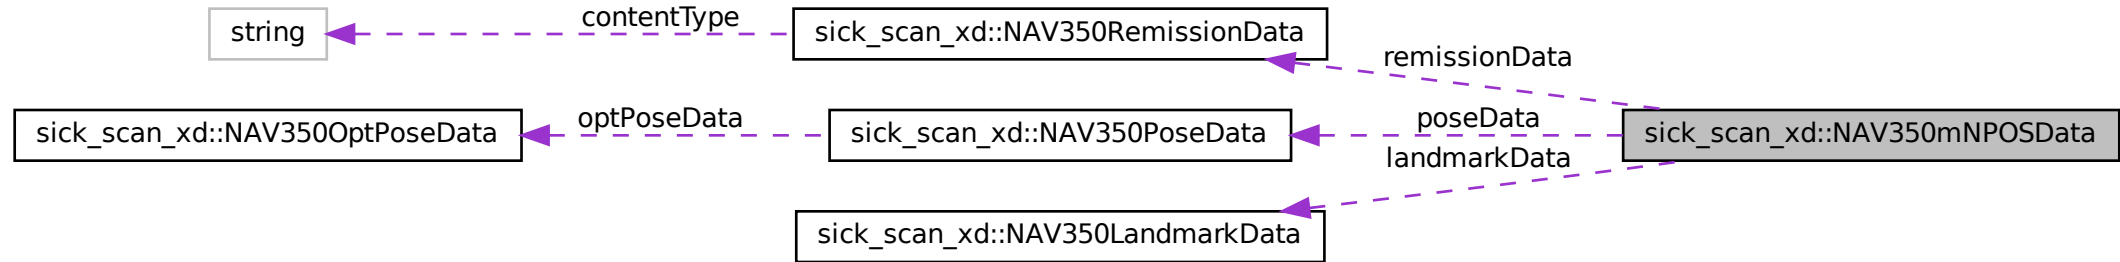 string
contentType
sick_scan_xd::NAV350RemissionData
remissionData
sick_scan_xd::NAV350OptPoseData
optPoseData
sick_scan_xd::NAV350PoseData
poseData
sick_scan_xd::NAV350mNPOSData
landmarkData
sick_scan_xd::NAV350LandmarkData